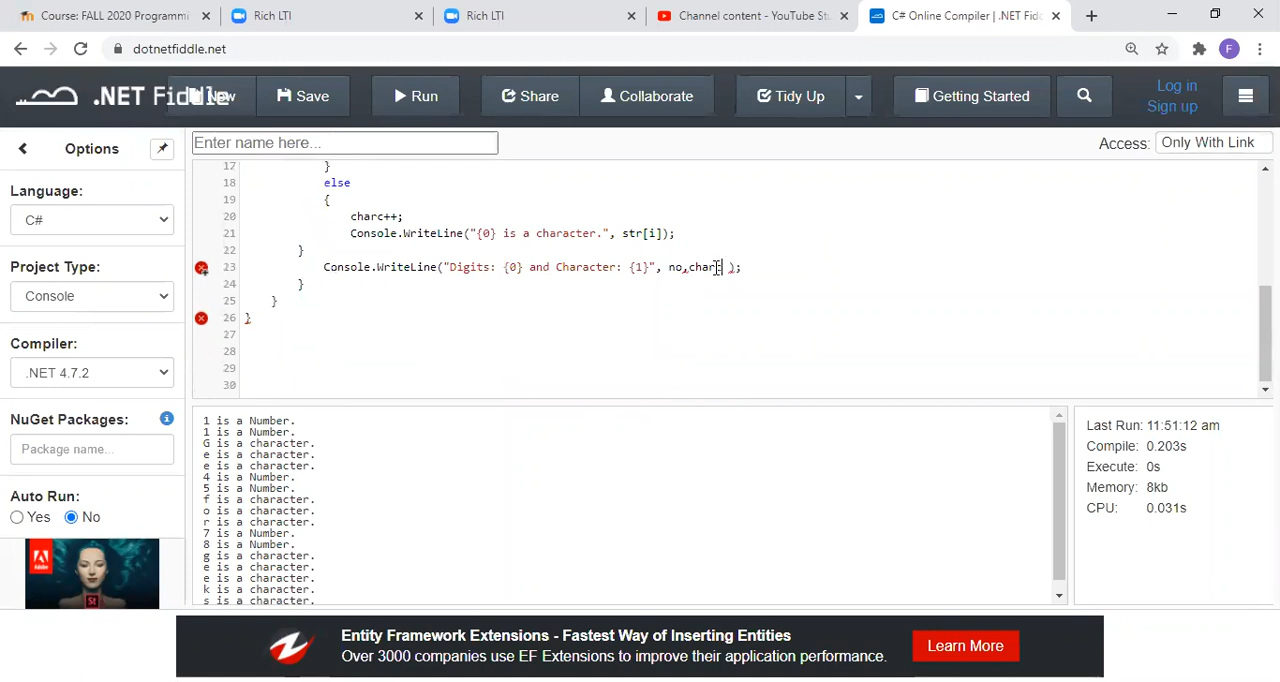 Course: FALL 2020 Programmi
Rich LTI
Rich LTI
Channel content - YouTube Stu
C# Online Compiler | .NET Fidd
dotnetfiddle.net
F
.NET Fiddle
New
Save
Run
Share
Collaborate
Tidy Up
Getting Started
Log in
Sign up
Options
Enter name here...
Access:
Only With Link
Language:
C#
Project Type:
Console
Compiler:
.NET 4.7.2
NuGet Packages:
Package name...
Auto Run:
Yes
No
17 }
18 else
19 {
20 charc++;
21 Console.WriteLine("{0} is a character.", str[i]);
22 }
23 Console.WriteLine("Digits: {0} and Character: {1}", no,charc );
24 }
25 }
26 }
27
28
29
30
1 is a Number.
1 is a Number.
G is a character.
e is a character.
e is a character.
4 is a Number.
5 is a Number.
f is a character.
o is a character.
r is a character.
7 is a Number.
8 is a Number.
g is a character.
e is a character.
e is a character.
k is a character.
s is a character.
Last Run: 11:51:12 am
Compile: 0.203s
Execute: 0s
Memory: 8kb
CPU: 0.031s
St
Entity Framework Extensions - Fastest Way of Inserting Entities
Over 3000 companies use EF Extensions to improve their application performance.
Learn More